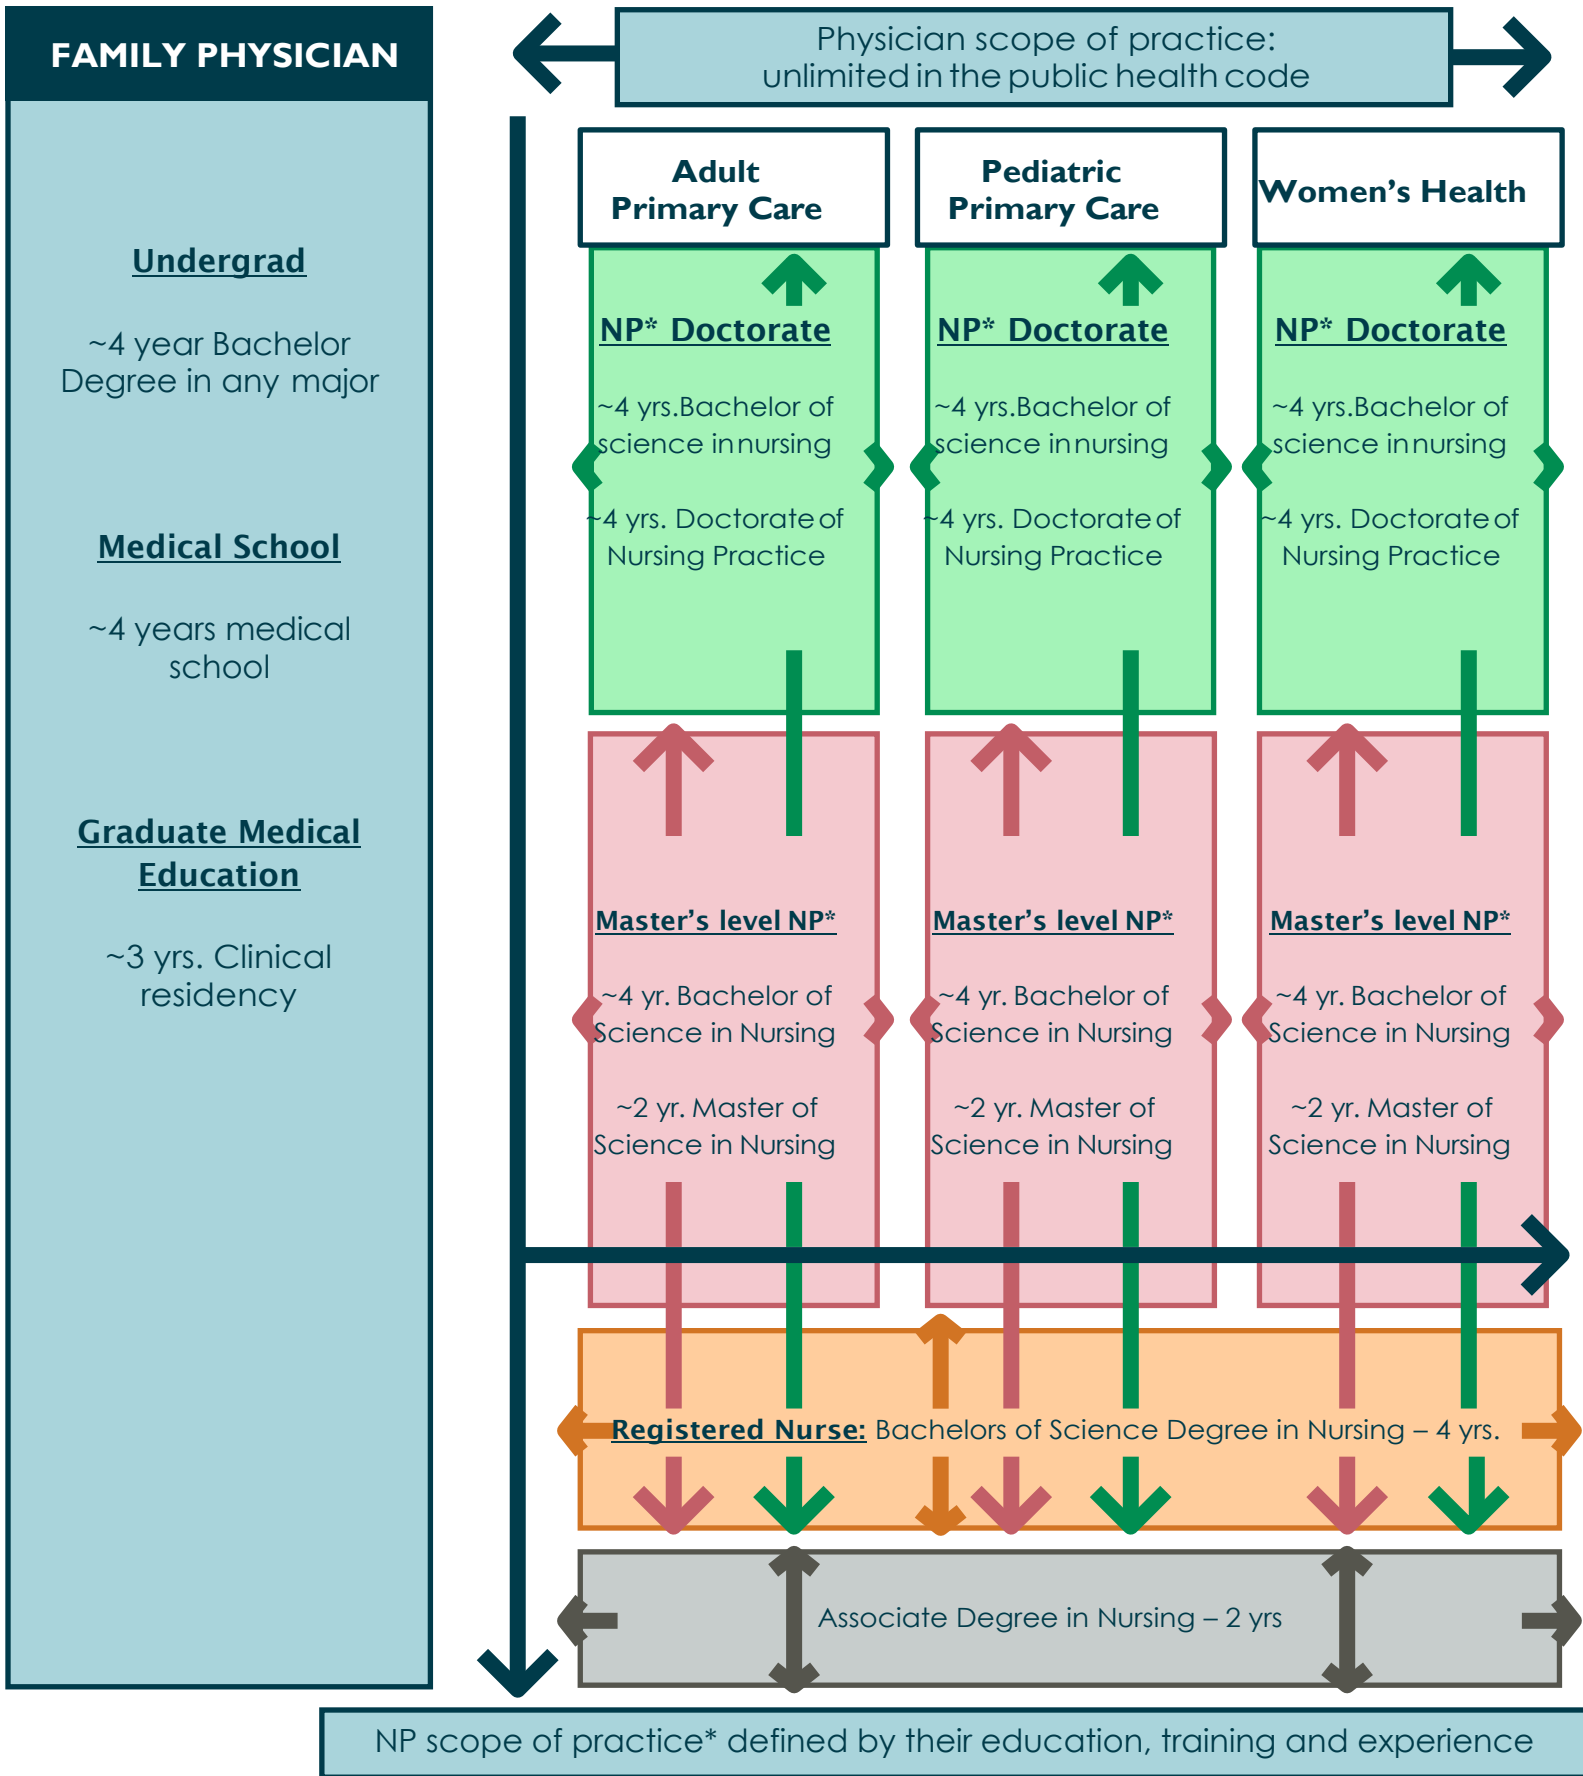 FAMILY PHYSICIAN
Undergrad
~4 year Bachelor
Degree in any major
Medical School
~4 years medical
school
Graduate Medical
Education
~3 yrs. Clinical
residency
Physician scope of practice:
unlimited in the public health code
Adult
Primary Care
NP* Doctorate
~4 yrs.Bachelor of
science in nursing
~4 yrs. Doctorate of
Nursing Practice
Master's level NP*
~4 yr. Bachelor of
Science in Nursing
~2 yr. Master of
Science in Nursing
Pediatric
Primary Care
NP* Doctorate
~4 yrs.Bachelor of
science in nursing
~4 yrs. Doctorate of
Nursing Practice
Master's level NP*
~4 yr. Bachelor of
Science in Nursing
~2 yr. Master of
Science in Nursing
Women's Health
NP* Doctorate
~4 yrs.Bachelor of
science in nursing
~4 yrs. Doctorate of
Nursing Practice
Master's level NP*
~4 yr. Bachelor of
Science in Nursing
~2 yr. Master of
Science in Nursing
Registered Nurse: Bachelors of Science Degree in Nursing – 4 yrs.
Associate Degree in Nursing – 2 yrs
NP scope of practice* defined by their education, training and experience